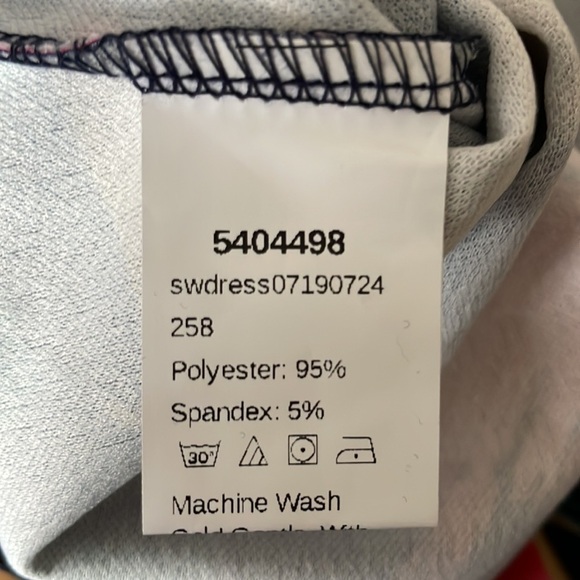 5404498
swdress07190724
258
Polyester: 95%
Spandex: 5%
30°
Machine Wash